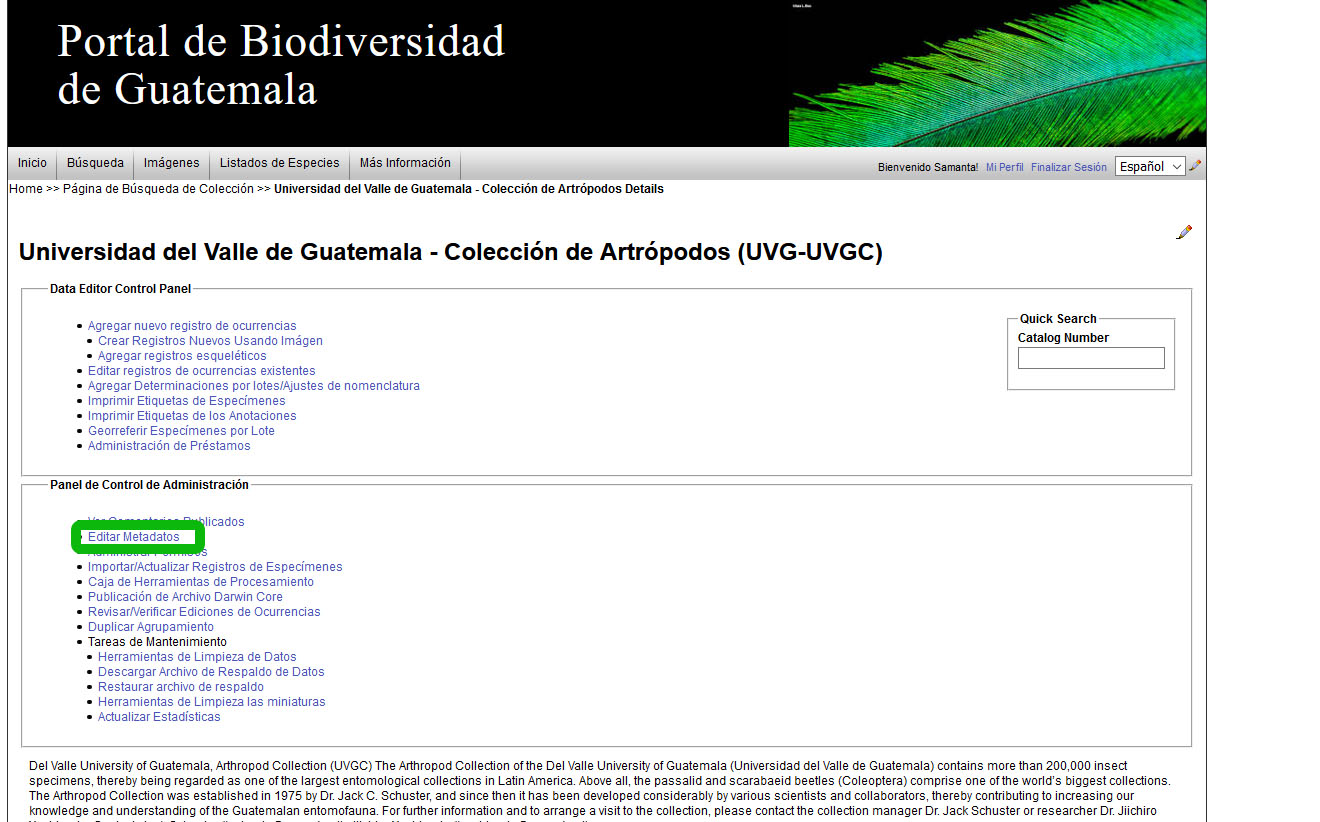 Portal de Biodiversidad
de Guatemala
Inicio
Búsqueda
Imágenes
Listados de Especies
Más Información
Bienvenido Samanta! Mi Perfil Finalizar Sesión Español
Home >> Página de Búsqueda de Colección >> Universidad del Valle de Guatemala - Colección de Artrópodos Details
Universidad del Valle de Guatemala - Colección de Artrópodos (UVG-UVGC)
Data Editor Control Panel
Quick Search
Catalog Number
Agregar nuevo registro de ocurrencias
Crear Registros Nuevos Usando Imágen
Agregar registros esqueléticos
Editar registros de ocurrencias existentes
Agregar Determinaciones por lotes/Ajustes de nomenclatura
Imprimir Etiquetas de Especímenes
Imprimir Etiquetas de los Anotaciones
Georreferir Especímenes por Lote
Administración de Préstamos
Panel de Control de Administración
Ver Comentarios Publicados
Editar Metadatos
Administrar Permisos
Importar/Actualizar Registros de Especímenes
Caja de Herramientas de Procesamiento
Publicación de Archivo Darwin Core
Revisar/Verificar Ediciones de Ocurrencias
Duplicar Agrupamiento
Tareas de Mantenimiento
Herramientas de Limpieza de Datos
Descargar Archivo de Respaldo de Datos
Restaurar archivo de respaldo
Herramientas de Limpieza las miniaturas
Actualizar Estadísticas
Del Valle University of Guatemala, Arthropod Collection (UVGC) The Arthropod Collection of the Del Valle University of Guatemala (Universidad del Valle de Guatemala) contains more than 200,000 insect
specimens, thereby being regarded as one of the largest entomological collections in Latin America. Above all, the passalid and scarabaeid beetles (Coleoptera) comprise one of the world's biggest collections.
The Arthropod Collection was established in 1975 by Dr. Jack C. Schuster, and since then it has been developed considerably by various scientists and collaborators, thereby contributing to increasing our
knowledge and understanding of the Guatemalan entomofauna. For further information and to arrange a visit to the collection, please contact the collection manager Dr. Jack Schuster or researcher Dr. Jiichiro